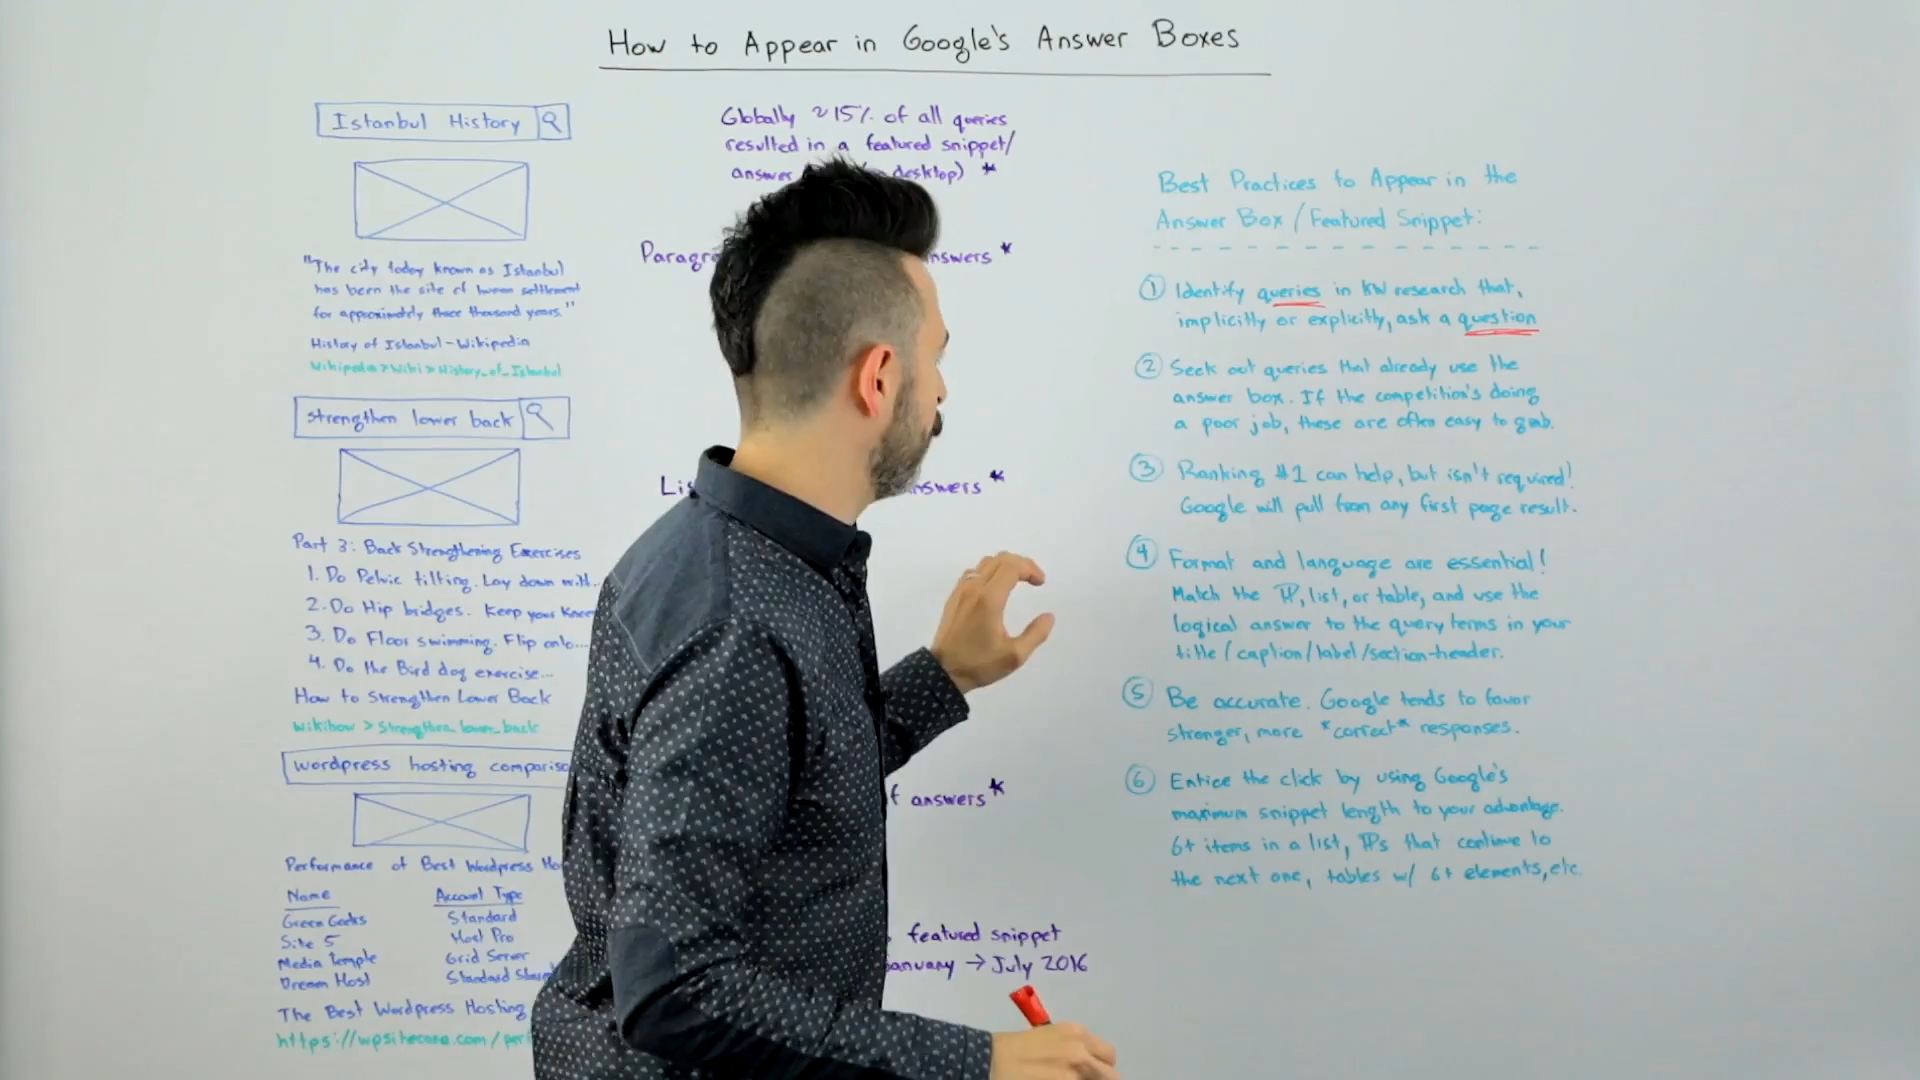 How to Appear in Google's Answer Boxes
Istanbul History
"The city today known as Istanbul
has been the site of human settlement
for approximately three thousand years."
History of Istanbul - Wikipedia
Wikipedia > Wiki > History_of_Istanbul
strengthen lower back
Part 3: Back Strengthening Exercises
1. Do Pelvic tilting. Lay down with...
2. Do Hip bridges. Keep your knee
3. Do Floor swimming. Flip onto...
4. Do the Bird dog exercise...
How to Strengthen Lower Back
wikihow > Strengthen_lower_back
wordpress hosting compariso
Performance of Best Wordpress Ho
Name Account Type
Green Geeks Standard
Site 5 Host Pro
Media Temple Grid Server
Dream Host Standard
The Best Wordpress Hosting
Globally ~15% of all queries
resulted in a featured snippet/
answer desktop) *
Paragra nswers *
Lis nswers *
f answers *
featured snippet
anuary → July 2016
Best Practices to Appear in the
Answer Box / Featured Snippet:
① Identify queries in KW research that,
implicitly or explicitly, ask a question
② Seek out queries that already use the
answer box. If the competition's doing
a poor job, these are often easy to grab.
③ Ranking #1 can help, but isn't required!
Google will pull from any first page result.
④ Format and language are essential!
Match the ¶, list, or table, and use the
logical answer to the query terms in your
title / caption / label / section-header.
⑤ Be accurate. Google tends to favor
stronger, more *correct* responses.
⑥ Entice the click by using Google's
maximum snippet length to your advantage.
6+ items in a list, ¶s that continue to
the next one, tables w/ 6+ elements, etc.